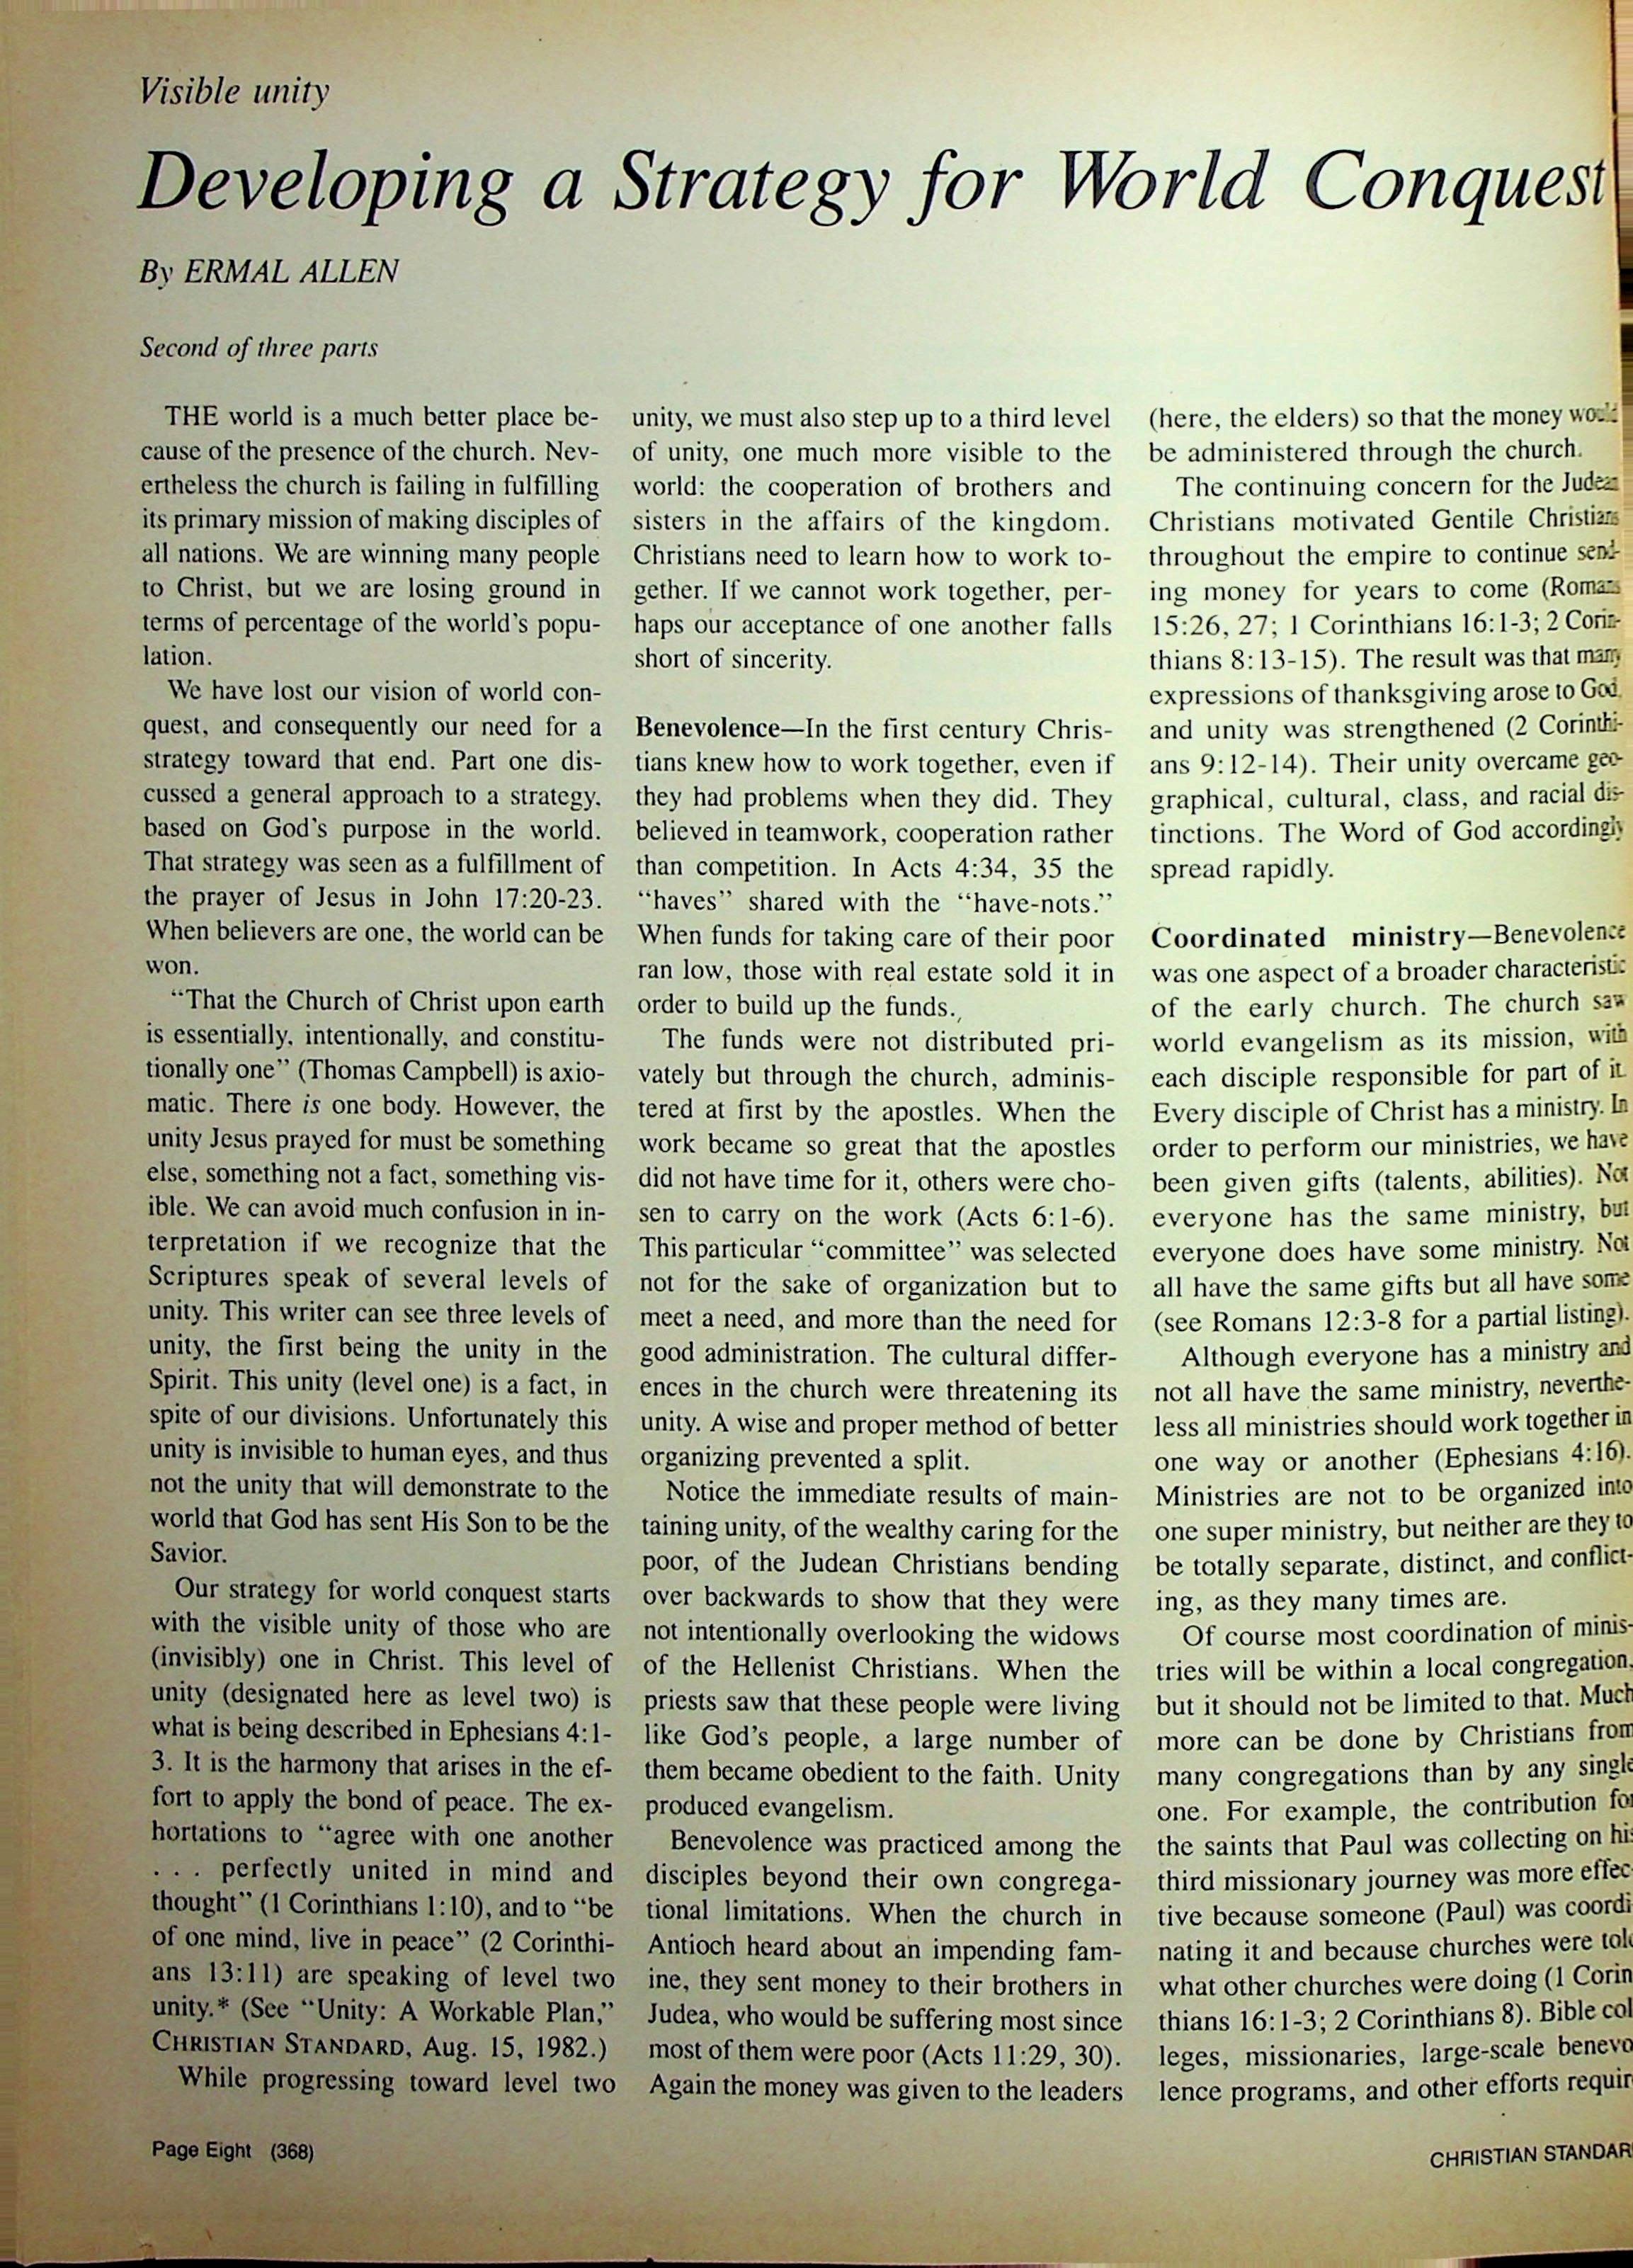 Visible unity
Developing a Strategy for World Conquest
By ERMAL ALLEN
Second of three parts
THE world is a much better place be-
cause of the presence of the church. Nev-
ertheless the church is failing in fulfilling
its primary mission of making disciples of
all nations. We are winning many people
to Christ, but we are losing ground in
terms of percentage of the world's popu-
lation.
We have lost our vision of world con-
quest, and consequently our need for a
strategy toward that end. Part one dis-
cussed a general approach to a strategy,
based on God's purpose in the world.
That strategy was seen as a fulfillment of
the prayer of Jesus in John 17:20-23.
When believers are one, the world can be
won.
"That the Church of Christ upon earth
is essentially, intentionally, and constitu-
tionally one" (Thomas Campbell) is axio-
matic. There is one body. However, the
unity Jesus prayed for must be something
else, something not a fact, something vis-
ible. We can avoid much confusion in in-
terpretation if we recognize that the
Scriptures speak of several levels of
unity. This writer can see three levels of
unity, the first being the unity in the
Spirit. This unity (level one) is a fact, in
spite of our divisions. Unfortunately this
unity is invisible to human eyes, and thus
not the unity that will demonstrate to the
world that God has sent His Son to be the
Savior.
Our strategy for world conquest starts
with the visible unity of those who are
(invisibly) one in Christ. This level of
unity (designated here as level two) is
what is being described in Ephesians 4:1-
3. It is the harmony that arises in the ef-
fort to apply the bond of peace. The ex-
hortations to "agree with one another
. . . perfectly united in mind and
thought" (1 Corinthians 1:10), and to "be
of one mind, live in peace" (2 Corinthi-
ans 13:11) are speaking of level two
unity.* (See "Unity: A Workable Plan,"
CHRISTIAN STANDARD, Aug. 15, 1982.)
While progressing toward level two
unity, we must also step up to a third level
of unity, one much more visible to the
world: the cooperation of brothers and
sisters in the affairs of the kingdom.
Christians need to learn how to work to-
gether. If we cannot work together, per-
haps our acceptance of one another falls
short of sincerity.
Benevolence—In the first century Chris-
tians knew how to work together, even if
they had problems when they did. They
believed in teamwork, cooperation rather
than competition. In Acts 4:34, 35 the
"haves" shared with the "have-nots."
When funds for taking care of their poor
ran low, those with real estate sold it in
order to build up the funds.
The funds were not distributed pri-
vately but through the church, adminis-
tered at first by the apostles. When the
work became so great that the apostles
did not have time for it, others were cho-
sen to carry on the work (Acts 6:1-6).
This particular "committee" was selected
not for the sake of organization but to
meet a need, and more than the need for
good administration. The cultural differ-
ences in the church were threatening its
unity. A wise and proper method of better
organizing prevented a split.
Notice the immediate results of main-
taining unity, of the wealthy caring for the
poor, of the Judean Christians bending
over backwards to show that they were
not intentionally overlooking the widows
of the Hellenist Christians. When the
priests saw that these people were living
like God's people, a large number of
them became obedient to the faith. Unity
produced evangelism.
Benevolence was practiced among the
disciples beyond their own congrega-
tional limitations. When the church in
Antioch heard about an impending fam-
ine, they sent money to their brothers in
Judea, who would be suffering most since
most of them were poor (Acts 11:29, 30).
Again the money was given to the leaders
(here, the elders) so that the money would
be administered through the church.
The continuing concern for the Judean
Christians motivated Gentile Christians
throughout the empire to continue send-
ing money for years to come (Romans
15:26, 27; 1 Corinthians 16:1-3; 2 Corin-
thians 8:13-15). The result was that many
expressions of thanksgiving arose to God,
and unity was strengthened (2 Corinthi-
ans 9:12-14). Their unity overcame geo-
graphical, cultural, class, and racial dis-
tinctions. The Word of God accordingly
spread rapidly.
Coordinated ministry—Benevolence
was one aspect of a broader characteristic
of the early church. The church saw
world evangelism as its mission, with
each disciple responsible for part of it.
Every disciple of Christ has a ministry. In
order to perform our ministries, we have
been given gifts (talents, abilities). Not
everyone has the same ministry, but
everyone does have some ministry. Not
all have the same gifts but all have some
(see Romans 12:3-8 for a partial listing).
Although everyone has a ministry and
not all have the same ministry, neverthe-
less all ministries should work together in
one way or another (Ephesians 4:16).
Ministries are not to be organized into
one super ministry, but neither are they to
be totally separate, distinct, and conflict-
ing, as they many times are.
Of course most coordination of minis-
tries will be within a local congregation,
but it should not be limited to that. Much
more can be done by Christians from
many congregations than by any single
one. For example, the contribution for
the saints that Paul was collecting on his
third missionary journey was more effec-
tive because someone (Paul) was coordi-
nating it and because churches were told
what other churches were doing (1 Corin
thians 16:1-3; 2 Corinthians 8). Bible col
leges, missionaries, large-scale benevo
lence programs, and other efforts requir
Page Eight (368)
CHRISTIAN STANDAR